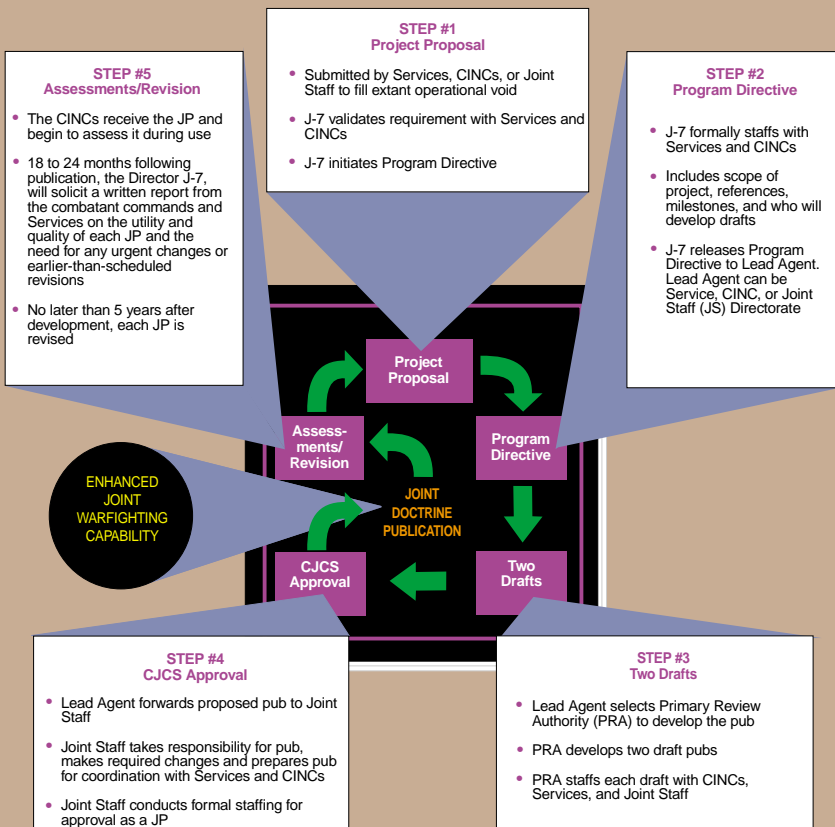 STEP #1
Project Proposal
• Submitted by Services, CINCs, or Joint
Staff to fill extant operational void
• J-7 validates requirement with Services and
CINCs
• J-7 initiates Program Directive
STEP #2
Program Directive
• J-7 formally staffs with
Services and CINCs
• Includes scope of
project, references,
milestones, and who will
develop drafts
• J-7 releases Program
Directive to Lead Agent.
Lead Agent can be
Service, CINC, or Joint
Staff (JS) Directorate
STEP #5
Assessments/Revision
• The CINCs receive the JP and
begin to assess it during use
• 18 to 24 months following
publication, the Director J-7,
will solicit a written report from
the combatant commands and
Services on the utility and
quality of each JP and the
need for any urgent changes or
earlier-than-scheduled
revisions
• No later than 5 years after
development, each JP is
revised
Project
Proposal
Assess-
ments/
Revision
Program
Directive
ENHANCED
JOINT
WARFIGHTING
CAPABILITY
JOINT
DOCTRINE
PUBLICATION
CJCS
Approval
Two
Drafts
STEP #4
CJCS Approval
• Lead Agent forwards proposed pub to Joint
Staff
• Joint Staff takes responsibility for pub,
makes required changes and prepares pub
for coordination with Services and CINCs
• Joint Staff conducts formal staffing for
approval as a JP
STEP #3
Two Drafts
• Lead Agent selects Primary Review
Authority (PRA) to develop the pub
• PRA develops two draft pubs
• PRA staffs each draft with CINCs,
Services, and Joint Staff